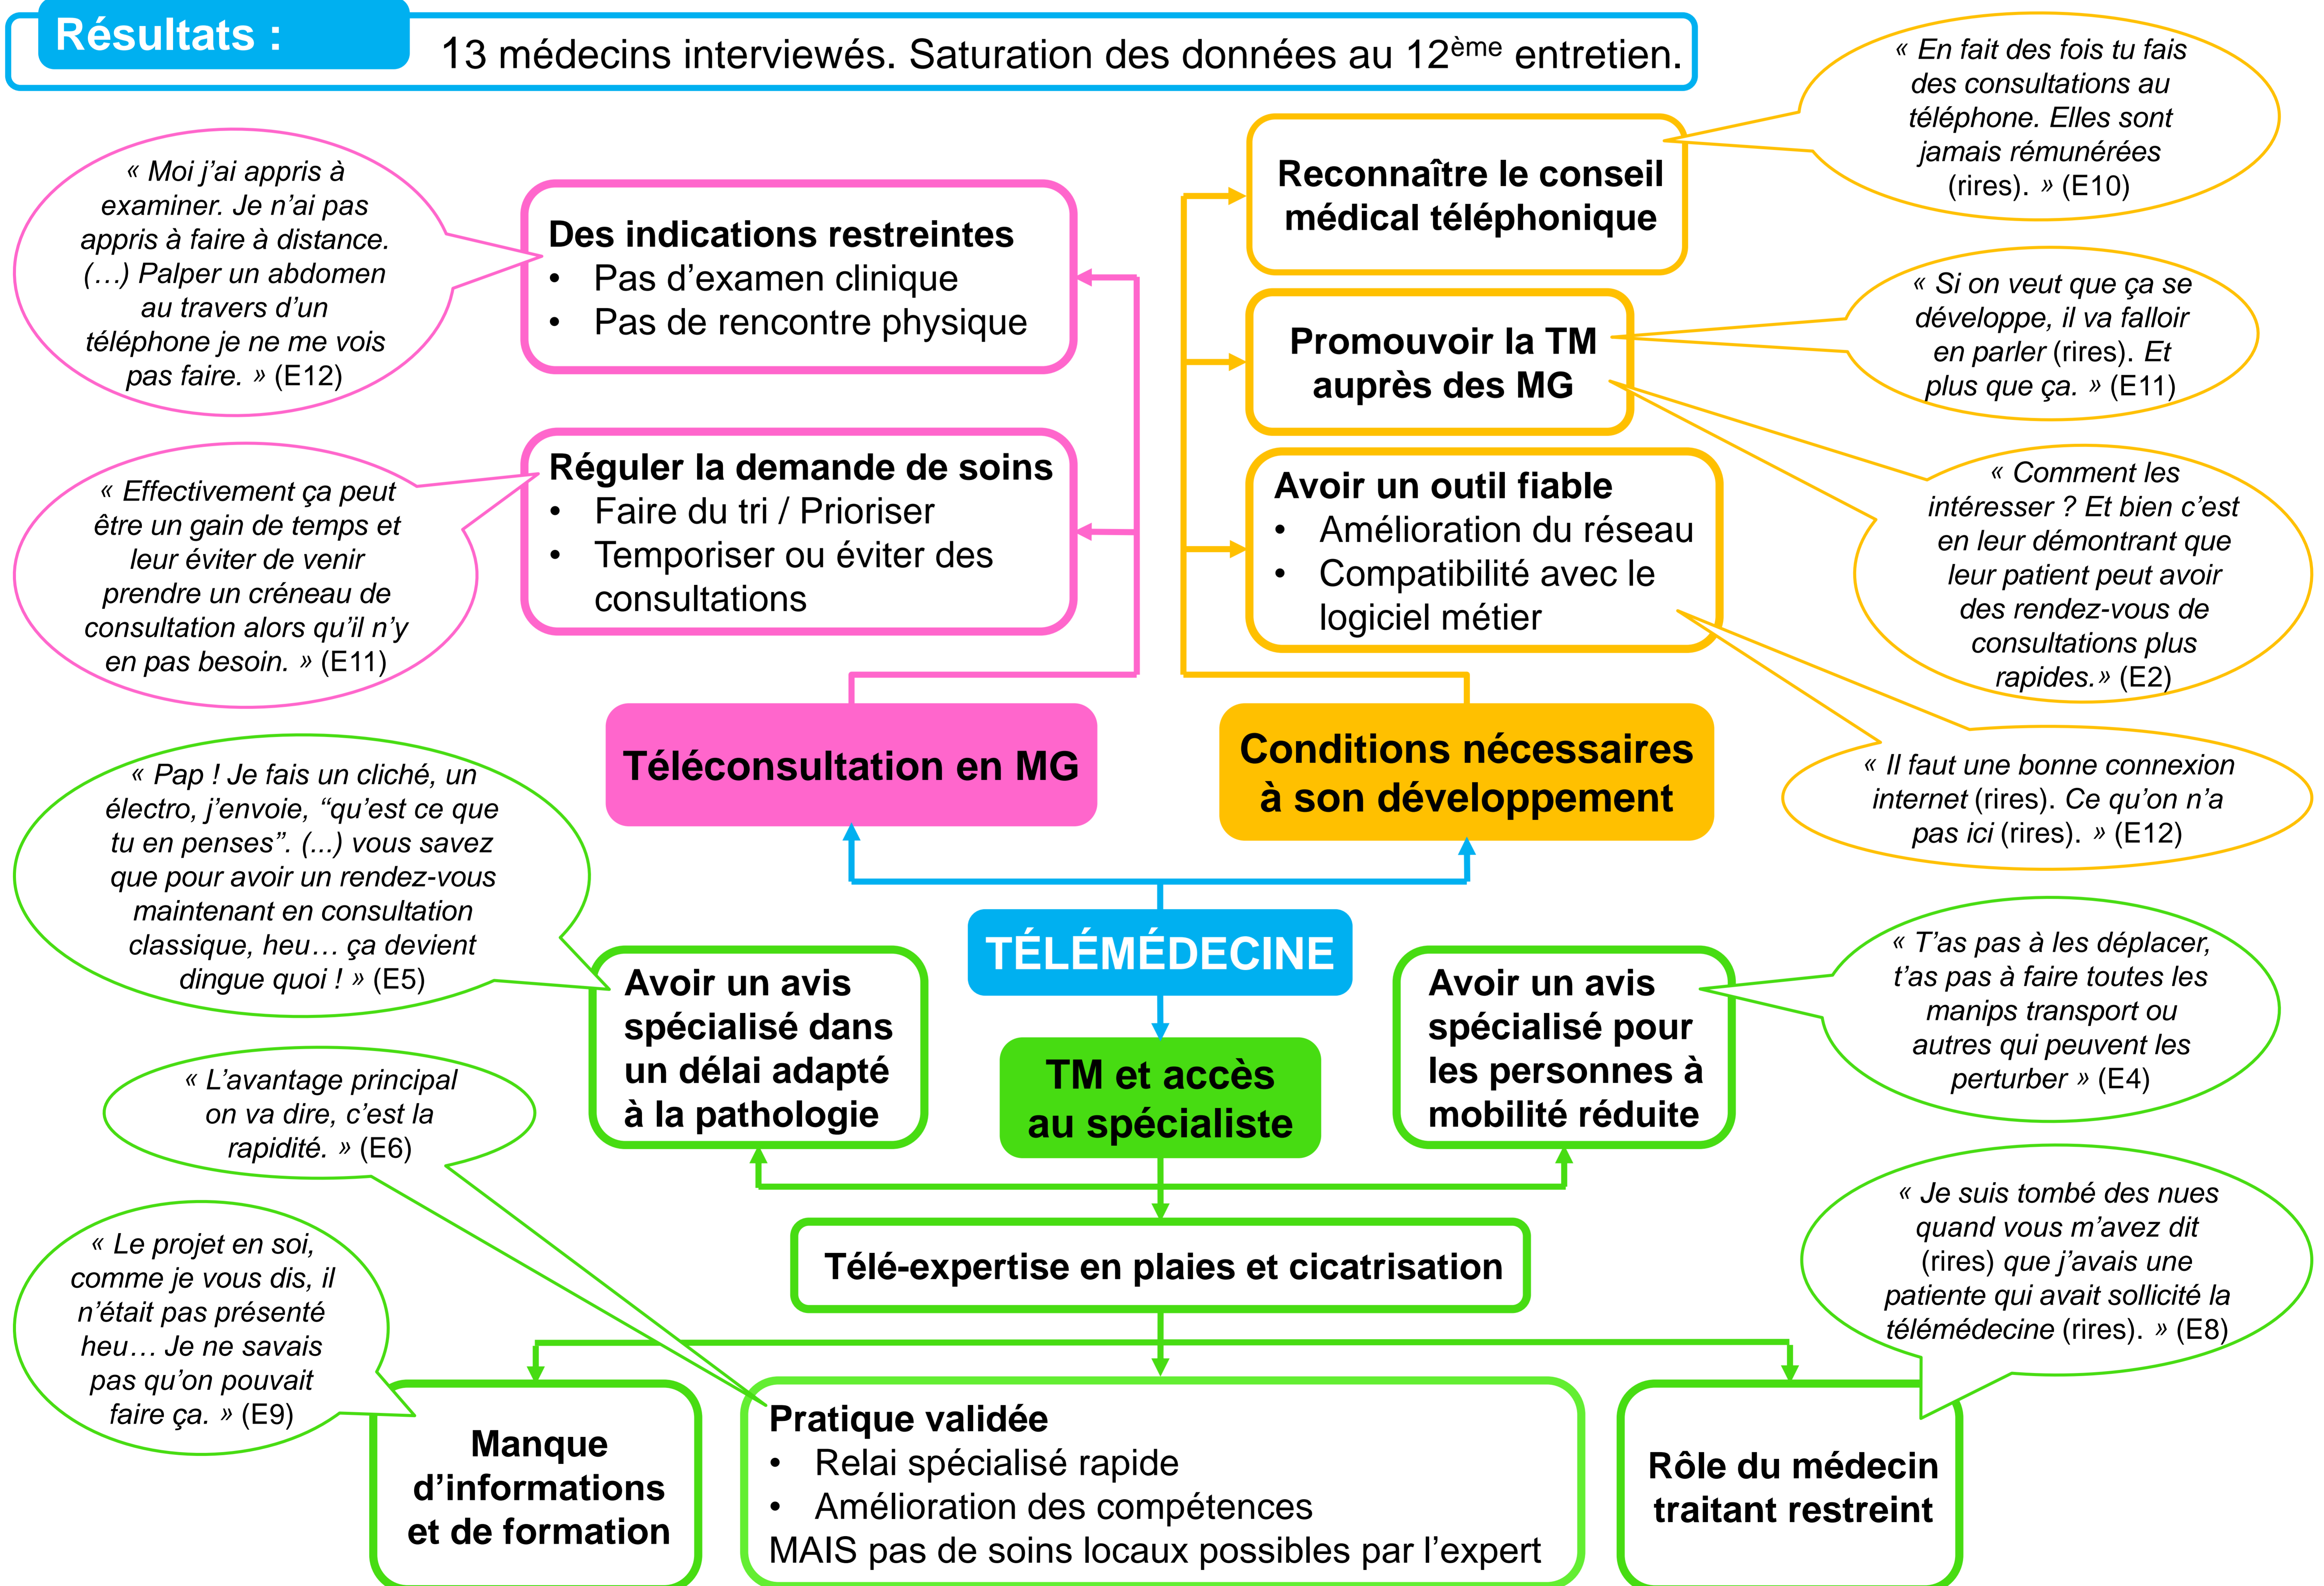 Résultats :
13 médecins interviewés. Saturation des données au 12ème entretien.
« Moi j’ai appris à
examiner. Je n’ai pas
appris à faire à distance.
(…) Palper un abdomen
au travers d’un
téléphone je ne me vois
pas faire. » (E12)
Des indications restreintes
• Pas d’examen clinique
• Pas de rencontre physique
« Effectivement ça peut
être un gain de temps et
leur éviter de venir
prendre un créneau de
consultation alors qu’il n’y
en pas besoin. » (E11)
Réguler la demande de soins
• Faire du tri / Prioriser
• Temporiser ou éviter des
consultations
Téléconsultation en MG
Reconnaître le conseil
médical téléphonique
« En fait des fois tu fais
des consultations au
téléphone. Elles sont
jamais rémunérées
(rires). » (E10)
Promouvoir la TM
auprès des MG
« Si on veut que ça se
développe, il va falloir
en parler (rires). Et
plus que ça. » (E11)
« Comment les
intéresser ? Et bien c’est
en leur démontrant que
leur patient peut avoir
des rendez-vous de
consultations plus
rapides.» (E2)
Avoir un outil fiable
• Amélioration du réseau
• Compatibilité avec le
logiciel métier
« Il faut une bonne connexion
internet (rires). Ce qu’on n’a
pas ici (rires). » (E12)
Conditions nécessaires
à son développement
TÉLÉMÉDECINE
« Pap ! Je fais un cliché, un
électro, j’envoie, “qu’est ce que
tu en penses”. (...) vous savez
que pour avoir un rendez-vous
maintenant en consultation
classique, heu… ça devient
dingue quoi ! » (E5)
Avoir un avis
spécialisé dans
un délai adapté
à la pathologie
TM et accès
au spécialiste
Avoir un avis
spécialisé pour
les personnes à
mobilité réduite
« T’as pas à les déplacer,
t’as pas à faire toutes les
manips transport ou
autres qui peuvent les
perturber » (E4)
« L’avantage principal
on va dire, c’est la
rapidité. » (E6)
Télé-expertise en plaies et cicatrisation
« Le projet en soi,
comme je vous dis, il
n’était pas présenté
heu… Je ne savais
pas qu’on pouvait
faire ça. » (E9)
« Je suis tombé des nues
quand vous m’avez dit
(rires) que j’avais une
patiente qui avait sollicité la
télémédecine (rires). » (E8)
Manque
d’informations
et de formation
Pratique validée
• Relai spécialisé rapide
• Amélioration des compétences
MAIS pas de soins locaux possibles par l’expert
Rôle du médecin
traitant restreint